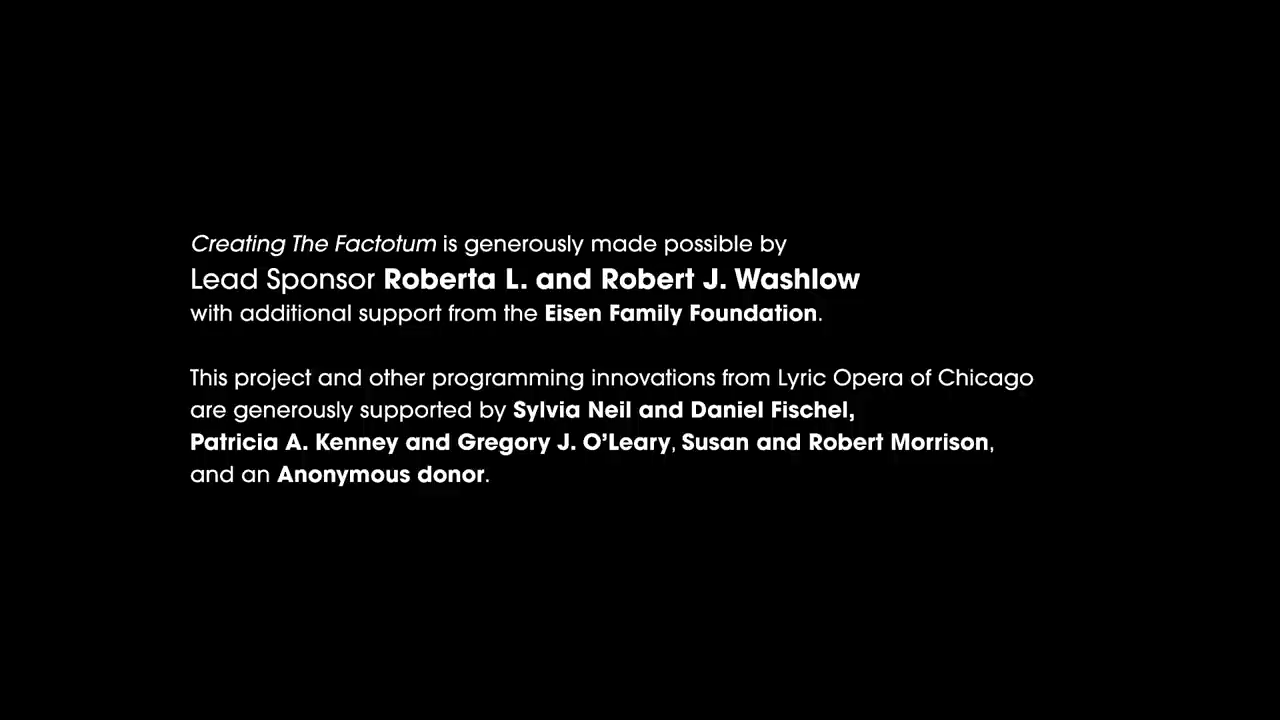 Creating The Factotum is generously made possible by
Lead Sponsor Roberta L. and Robert J. Washlow
with additional support from the Eisen Family Foundation.
This project and other programming innovations from Lyric Opera of Chicago
are generously supported by Sylvia Neil and Daniel Fischel,
Patricia A. Kenney and Gregory J. O’Leary, Susan and Robert Morrison,
and an Anonymous donor.